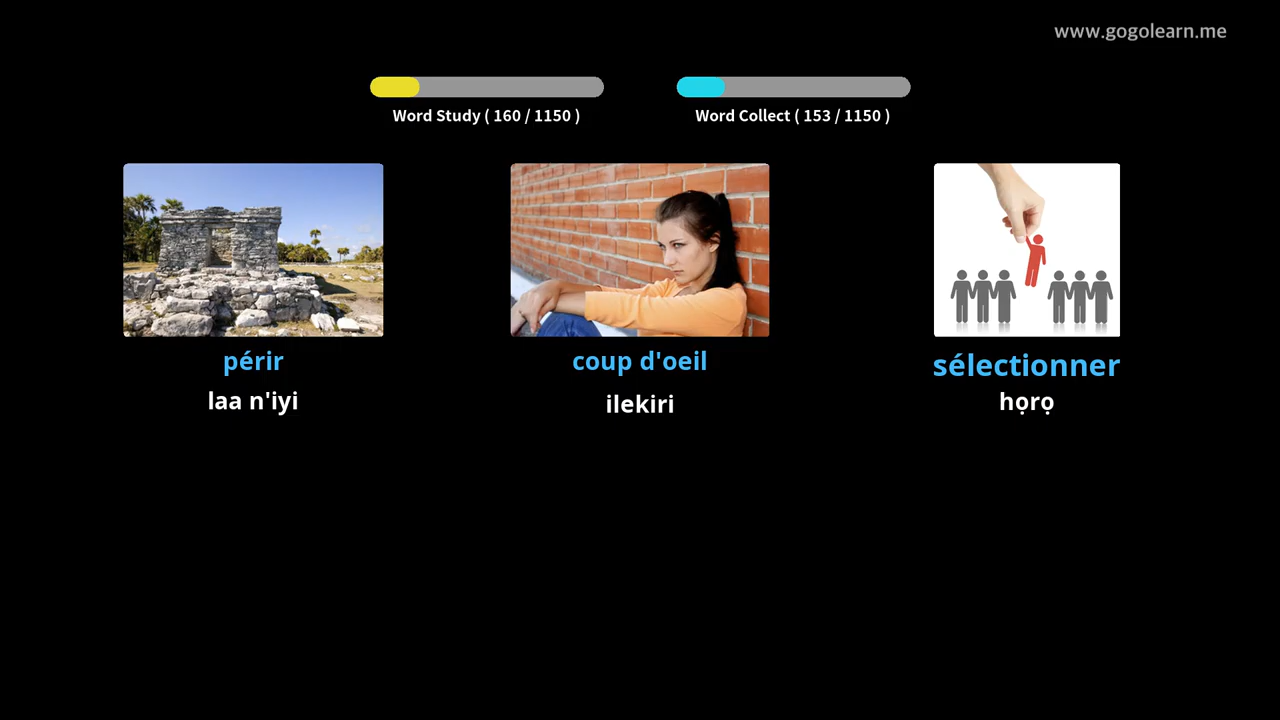 www.gogolearn.me
Word Study ( 160 / 1150 )
Word Collect ( 153 / 1150 )
périr
coup d'oeil
sélectionner
laa n'iyi
ilekiri
họrọ